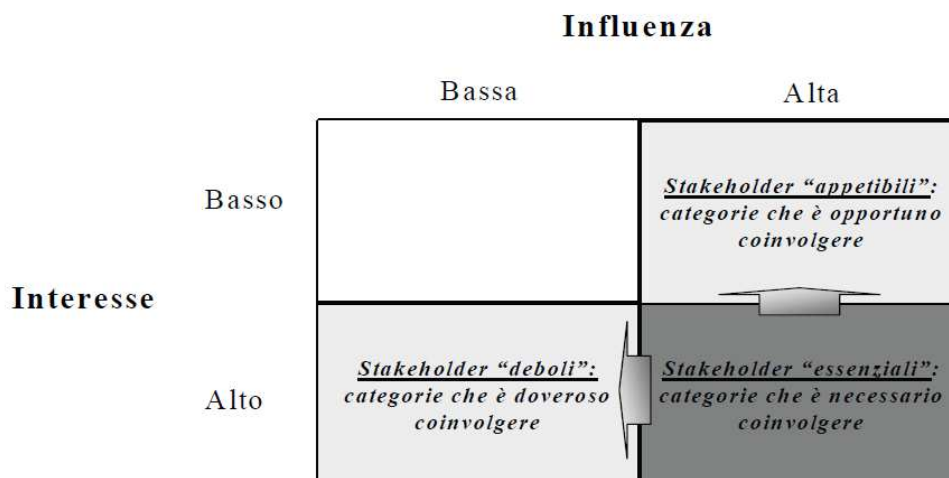 Influenza
Bassa Alta
Basso
Stakeholder “appetibili”:
categorie che è opportuno
coinvolgere
Interesse
Alto
Stakeholder “deboli”:
categorie che è doveroso
coinvolgere
Stakeholder “essenziali”:
categorie che è necessario
coinvolgere